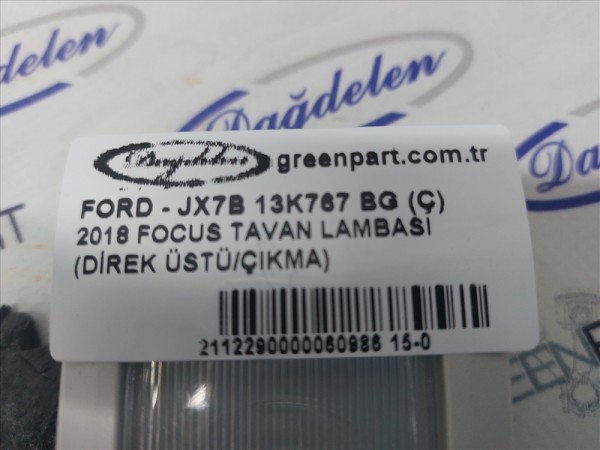 Dağdelen
Dağdelen
Dağdelen greenpart.com.tr
FORD - JX7B 13K767 BG (Ç)
2018 FOCUS TAVAN LAMBASI
(DİREK ÜSTÜ/ÇIKMA)
2112290000060986 15-0